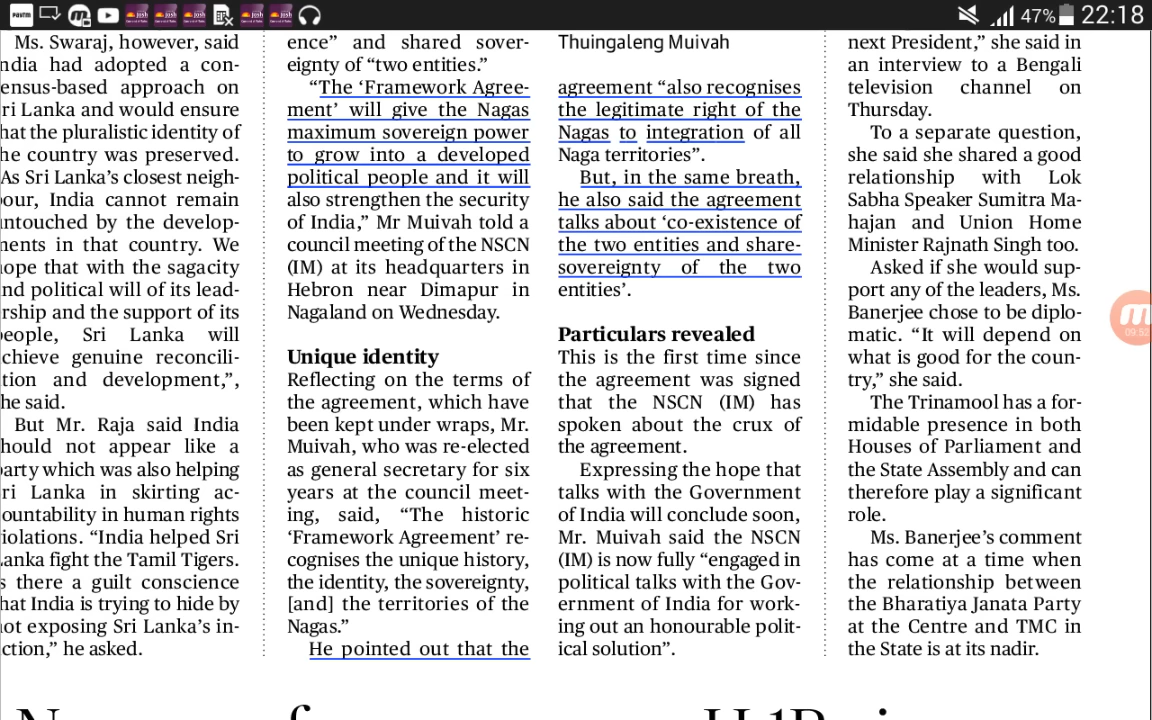 47% 22:18
Ms. Swaraj, however, said
ndia had adopted a con-
ensus-based approach on
ri Lanka and would ensure
hat the pluralistic identity of
he country was preserved.
As Sri Lanka's closest neigh-
our, India cannot remain
ntouched by the develop-
ents in that country. We
ope that with the sagacity
nd political will of its lead-
rship and the support of its
eople, Sri Lanka will
chieve genuine reconcili-
tion and development,",
he said.
But Mr. Raja said India
hould not appear like a
arty which was also helping
ri Lanka in skirting ac-
ountability in human rights
iolations. "India helped Sri
anka fight the Tamil Tigers.
s there a guilt conscience
hat India is trying to hide by
ot exposing Sri Lanka's in-
ction," he asked.
ence" and shared sover-
eignty of "two entities."
"The 'Framework Agree-
ment' will give the Nagas
maximum sovereign power
to grow into a developed
political people and it will
also strengthen the security
of India," Mr Muivah told a
council meeting of the NSCN
(IM) at its headquarters in
Hebron near Dimapur in
Nagaland on Wednesday.
Unique identity
Reflecting on the terms of
the agreement, which have
been kept under wraps, Mr.
Muivah, who was re-elected
as general secretary for six
years at the council meet-
ing, said, "The historic
'Framework Agreement' re-
cognises the unique history,
the identity, the sovereignty,
[and] the territories of the
Nagas."
He pointed out that the
Thuingaleng Muivah
agreement "also recognises
the legitimate right of the
Nagas to integration of all
Naga territories".
But, in the same breath,
he also said the agreement
talks about 'co-existence of
the two entities and share-
sovereignty of the two
entities'.
Particulars revealed
This is the first time since
the agreement was signed
that the NSCN (IM) has
spoken about the crux of
the agreement.
Expressing the hope that
talks with the Government
of India will conclude soon,
Mr. Muivah said the NSCN
(IM) is now fully "engaged in
political talks with the Gov-
ernment of India for work-
ing out an honourable polit-
ical solution".
next President," she said in
an interview to a Bengali
television channel on
Thursday.
To a separate question,
she said she shared a good
relationship with Lok
Sabha Speaker Sumitra Ma-
hajan and Union Home
Minister Rajnath Singh too.
Asked if she would sup-
port any of the leaders, Ms.
Banerjee chose to be diplo-
matic. "It will depend on
what is good for the coun-
try," she said.
The Trinamool has a for-
midable presence in both
Houses of Parliament and
the State Assembly and can
therefore play a significant
role.
Ms. Banerjee's comment
has come at a time when
the relationship between
the Bharatiya Janata Party
at the Centre and TMC in
the State is at its nadir.